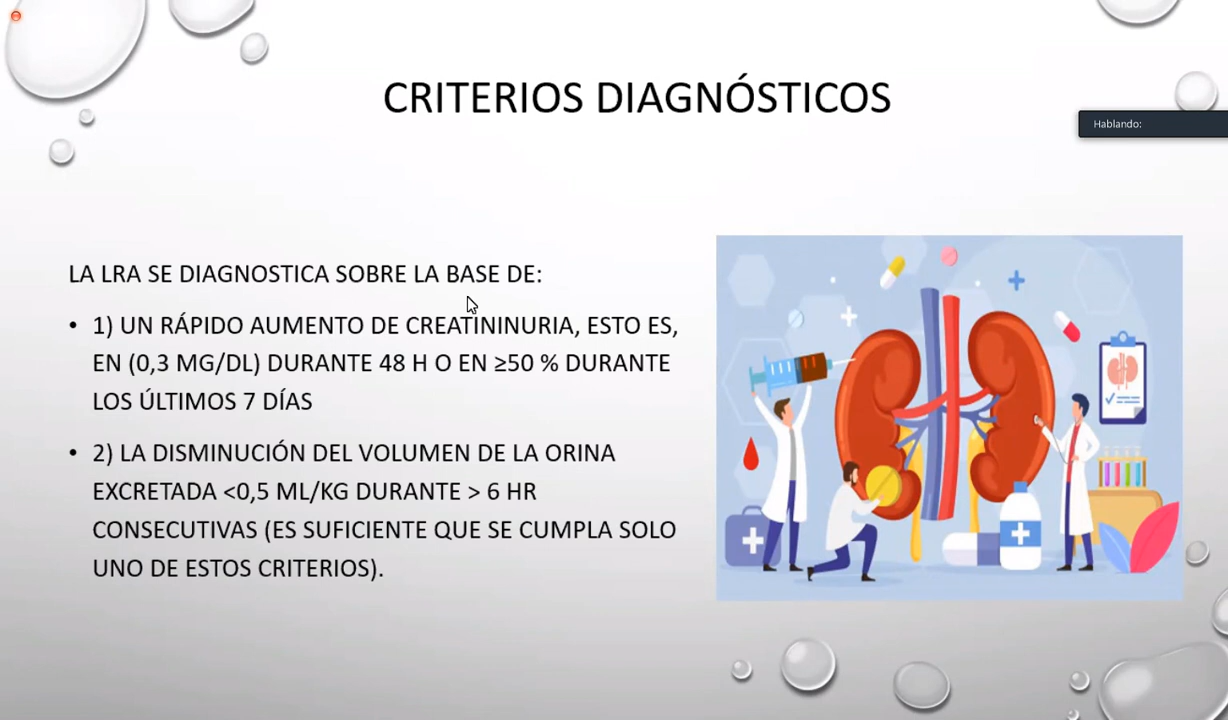 CRITERIOS DIAGNÓSTICOS
Hablando:
LA LRA SE DIAGNOSTICA SOBRE LA BASE DE:
• 1) UN RÁPIDO AUMENTO DE CREATININURIA, ESTO ES,
EN (0,3 MG/DL) DURANTE 48 H O EN ≥50 % DURANTE
LOS ÚLTIMOS 7 DÍAS
• 2) LA DISMINUCIÓN DEL VOLUMEN DE LA ORINA
EXCRETADA <0,5 ML/KG DURANTE > 6 HR
CONSECUTIVAS (ES SUFICIENTE QUE SE CUMPLA SOLO
UNO DE ESTOS CRITERIOS).